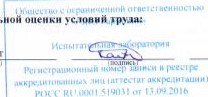 Общество с ограниченной ответственностью
ьной оценки условий труда:
Испытательная лаборатория
(подпись)
Регистрационный номер записи в реестре
аккредитованных лиц (аттестат аккредитации)
РОСС RU.0001.519031 от 13.09.2016